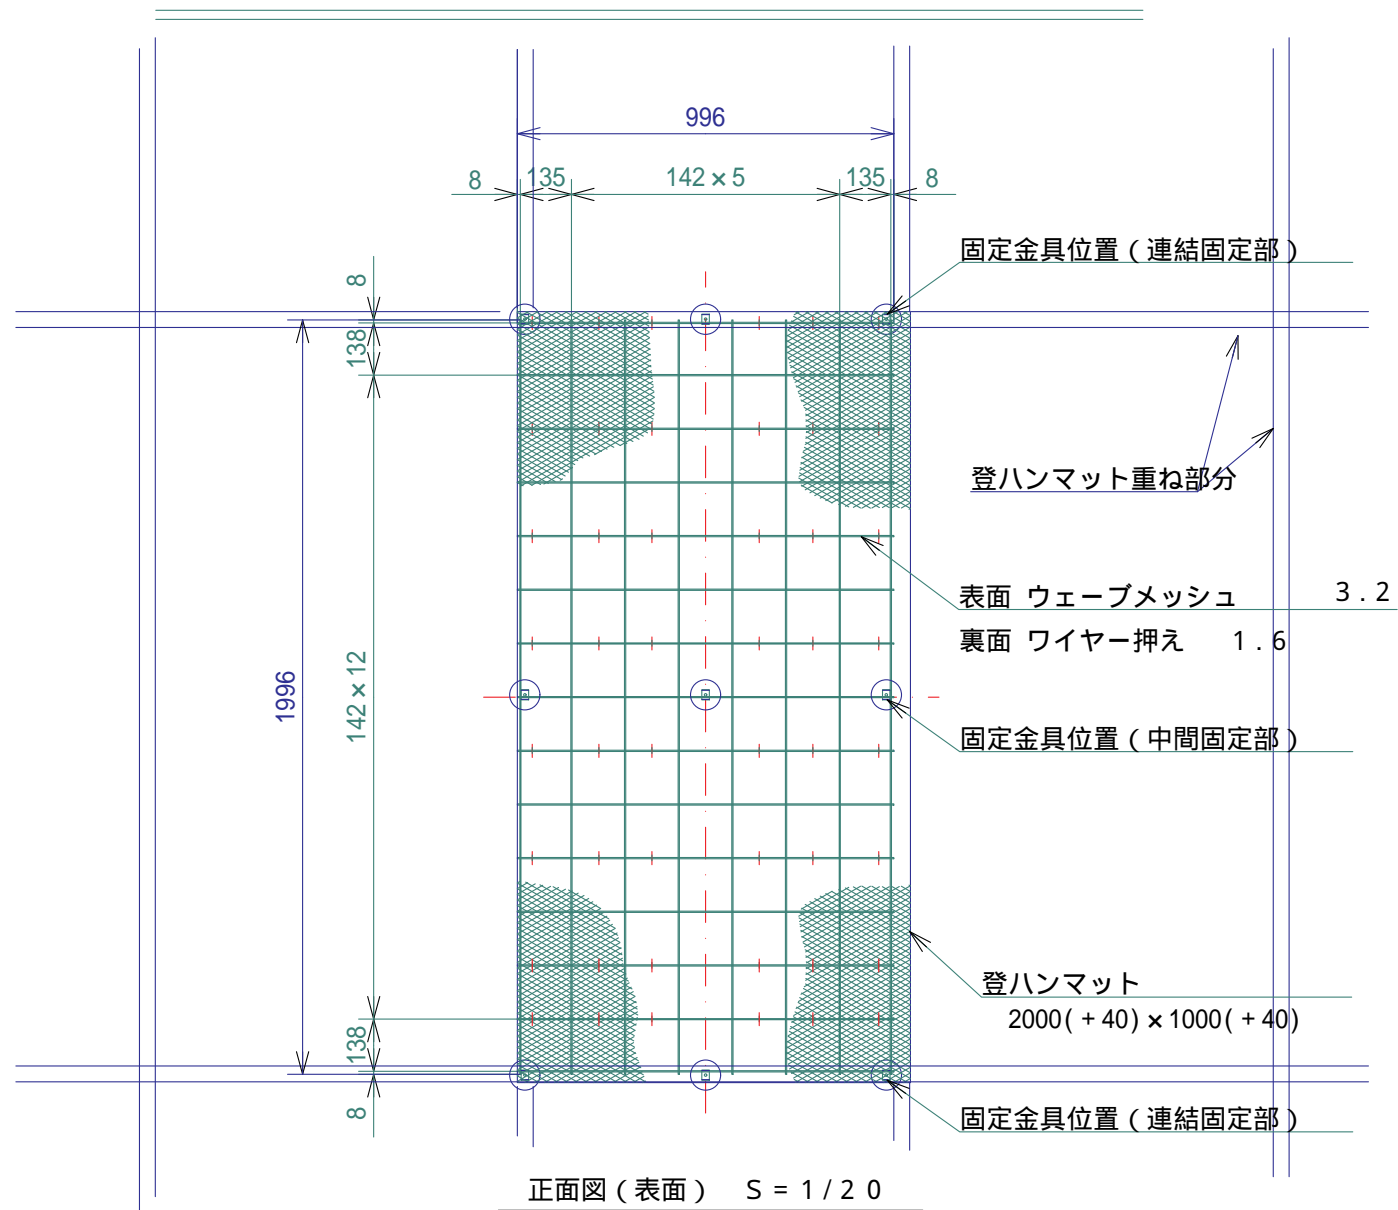 996
8 135 142×5 135 8
固定金具位置（連結固定部）
8
138
登ハンマット重ね部分
表面 ウェーブメッシュ 3.2
裏面 ワイヤー押え 1.6
1996
142×12
固定金具位置（中間固定部）
登ハンマット
2000(+40)×1000(+40)
138
8
固定金具位置（連結固定部）
正面図（表面） S=1/20